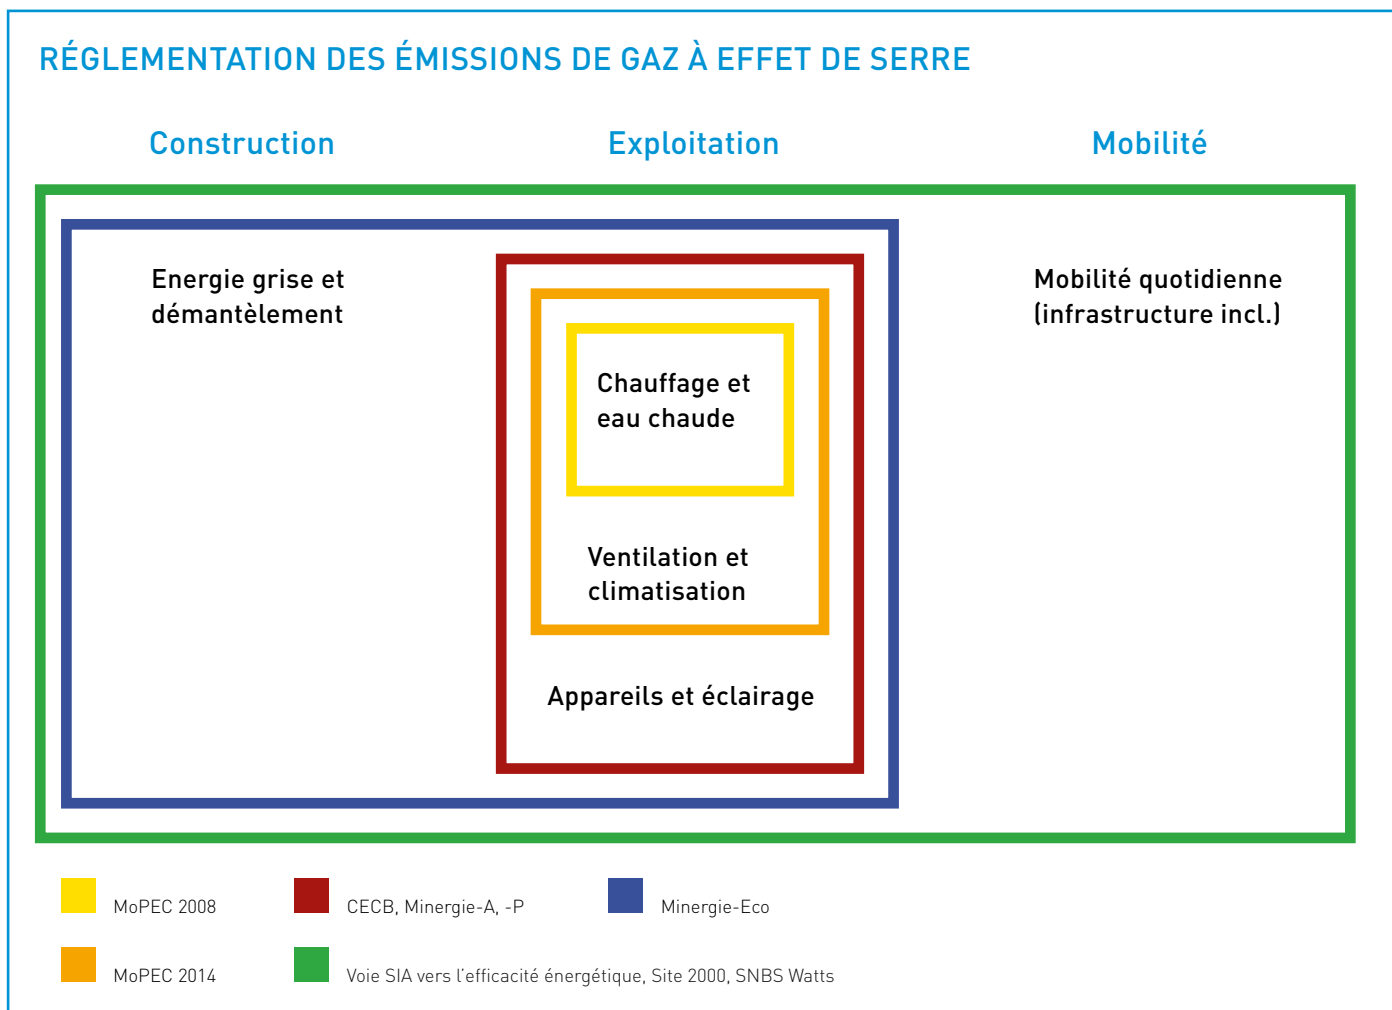 RÉGLEMENTATION DES ÉMISSIONS DE GAZ À EFFET DE SERRE
Construction
Exploitation
Mobilité
Energie grise et
démantèlement
Chauffage et
eau chaude
Ventilation et
climatisation
Appareils et éclairage
Mobilité quotidienne
(infrastructure incl.)
MoPEC 2008
CECB, Minergie-A, -P
Minergie-Eco
MoPEC 2014
Voie SIA vers l'efficacité énergétique, Site 2000, SNBS Watts